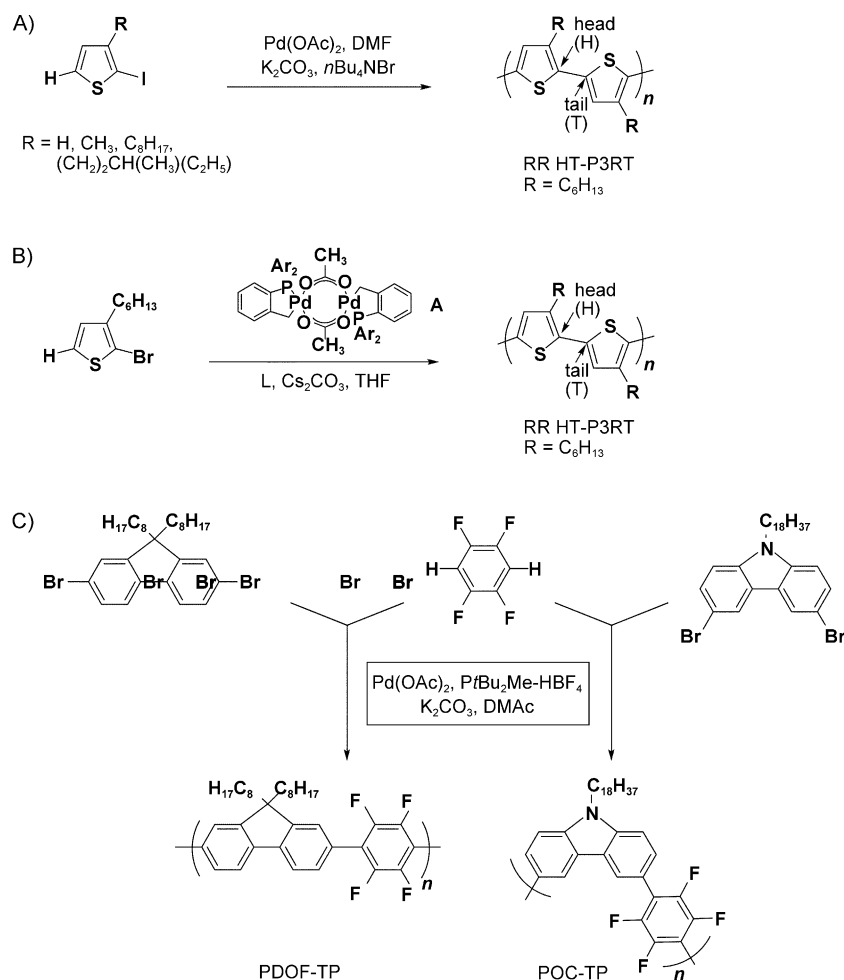 A)
R
H
S
I
Pd(OAc)2, DMF
K2CO3, nBu4NBr
R = H, CH3, C8H17,
(CH2)2CH(CH3)(C2H5)
R
head
(H)
S
S
tail
(T)
R
n
RR HT-P3RT
R = C6H13
B)
C6H13
H
S
Br
CH3
Ar2
P
O
O
Pd
Pd
O
O
P
Ar2
CH3
A
L, Cs2CO3, THF
R
head
(H)
S
S
tail
(T)
R
n
RR HT-P3RT
R = C6H13
C)
H17C8
C8H17
Br
Br
Br
Br
Br
Br
F
F
H
H
F
F
C18H37
N
Br
Br
Pd(OAc)2, PtBu2Me-HBF4
K2CO3, DMAc
H17C8
C8H17
F
F
F
F
n
PDOF-TP
C18H37
N
F
F
F
F
n
POC-TP